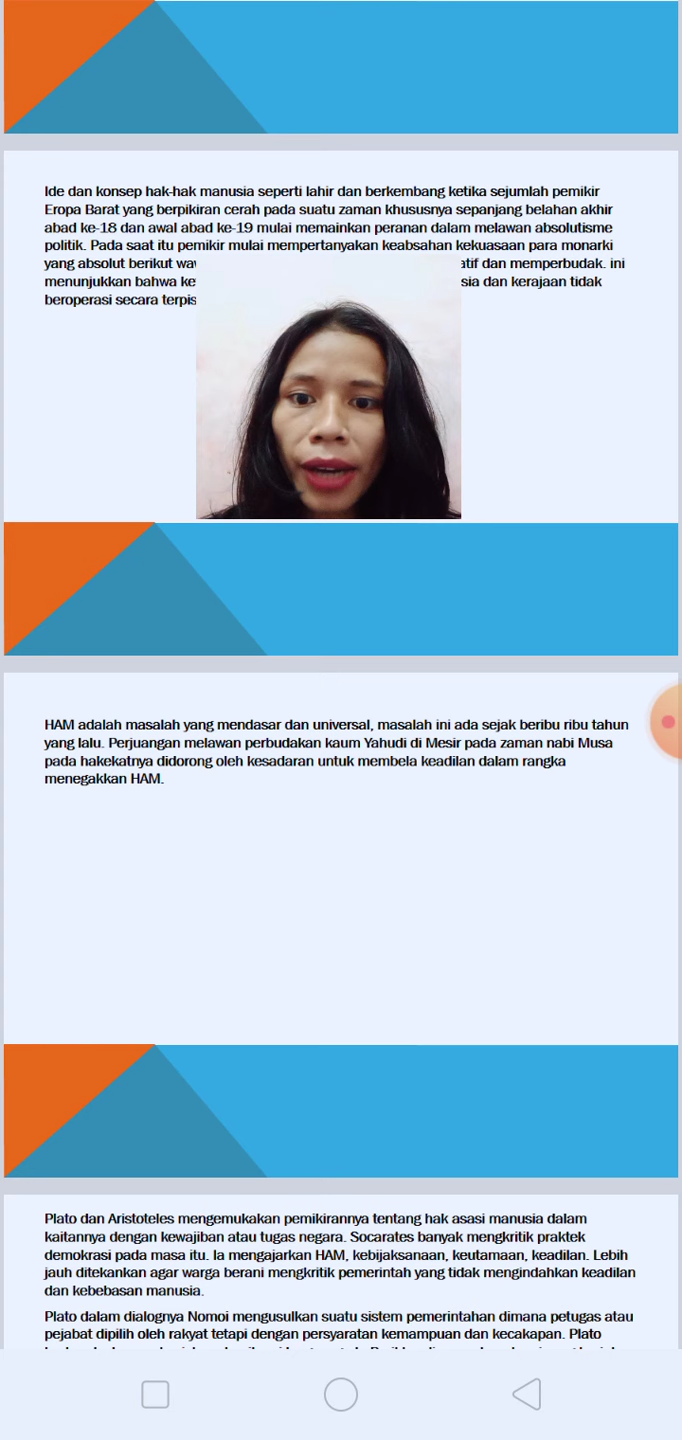 Ide dan konsep hak-hak manusia seperti lahir dan berkembang ketika sejumlah pemikir
Eropa Barat yang berpikiran cerah pada suatu zaman khususnya sepanjang belahan akhir
abad ke-18 dan awal abad ke-19 mulai memainkan peranan dalam melawan absolutisme
politik. Pada saat itu pemikir mulai mempertanyakan keabsahan kekuasaan para monarki
yang absolut berikut dan memperbudak. ini
menunjukkan bahwa dan kerajaan tidak
beroperasi secara
HAM adalah masalah yang mendasar dan universal, masalah ini ada sejak beribu ribu tahun
yang lalu. Perjuangan melawan perbudakan kaum Yahudi di Mesir pada zaman nabi Musa
pada hakekatnya didorong oleh kesadaran untuk membela keadilan dalam rangka
menegakkan HAM.
Plato dan Aristoteles mengemukakan pemikirannya tentang hak asasi manusia dalam
kaitannya dengan kewajiban atau tugas negara. Socarates banyak mengkritik praktek
demokrasi pada masa itu. Ia mengajarkan HAM, kebijaksanaan, keutamaan, keadilan. Lebih
jauh ditekankan agar warga berani mengkritik pemerintah yang tidak mengindahkan keadilan
dan kebebasan manusia.
Plato dalam dialognya Nomoi mengusulkan suatu sistem pemerintahan dimana petugas atau
pejabat dipilih oleh rakyat tetapi dengan persyaratan kemampuan dan kecakapan. Plato